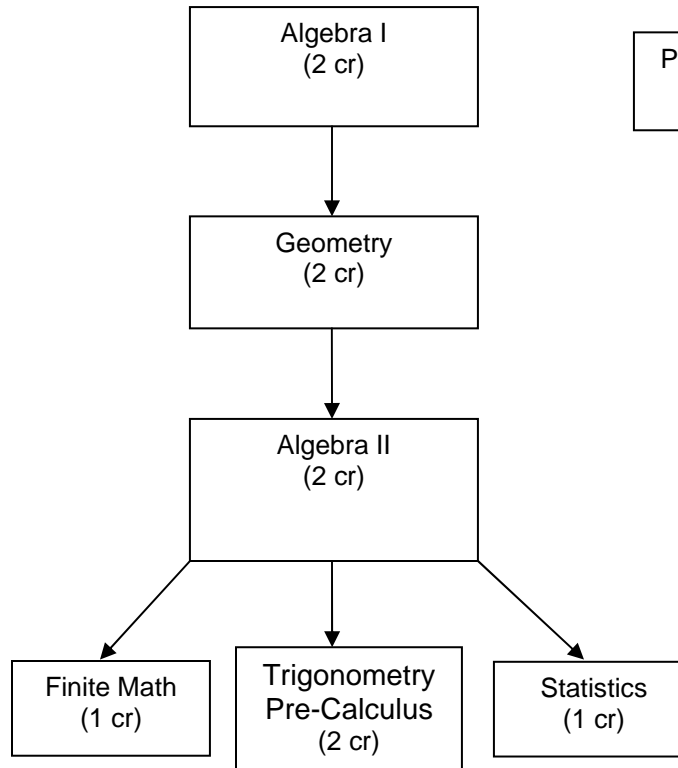 Algebra I
(2 cr)
Geometry
(2 cr)
Algebra II
(2 cr)
Finite Math
(1 cr)
Trigonometry
Pre-Calculus
(2 cr)
Statistics
(1 cr)